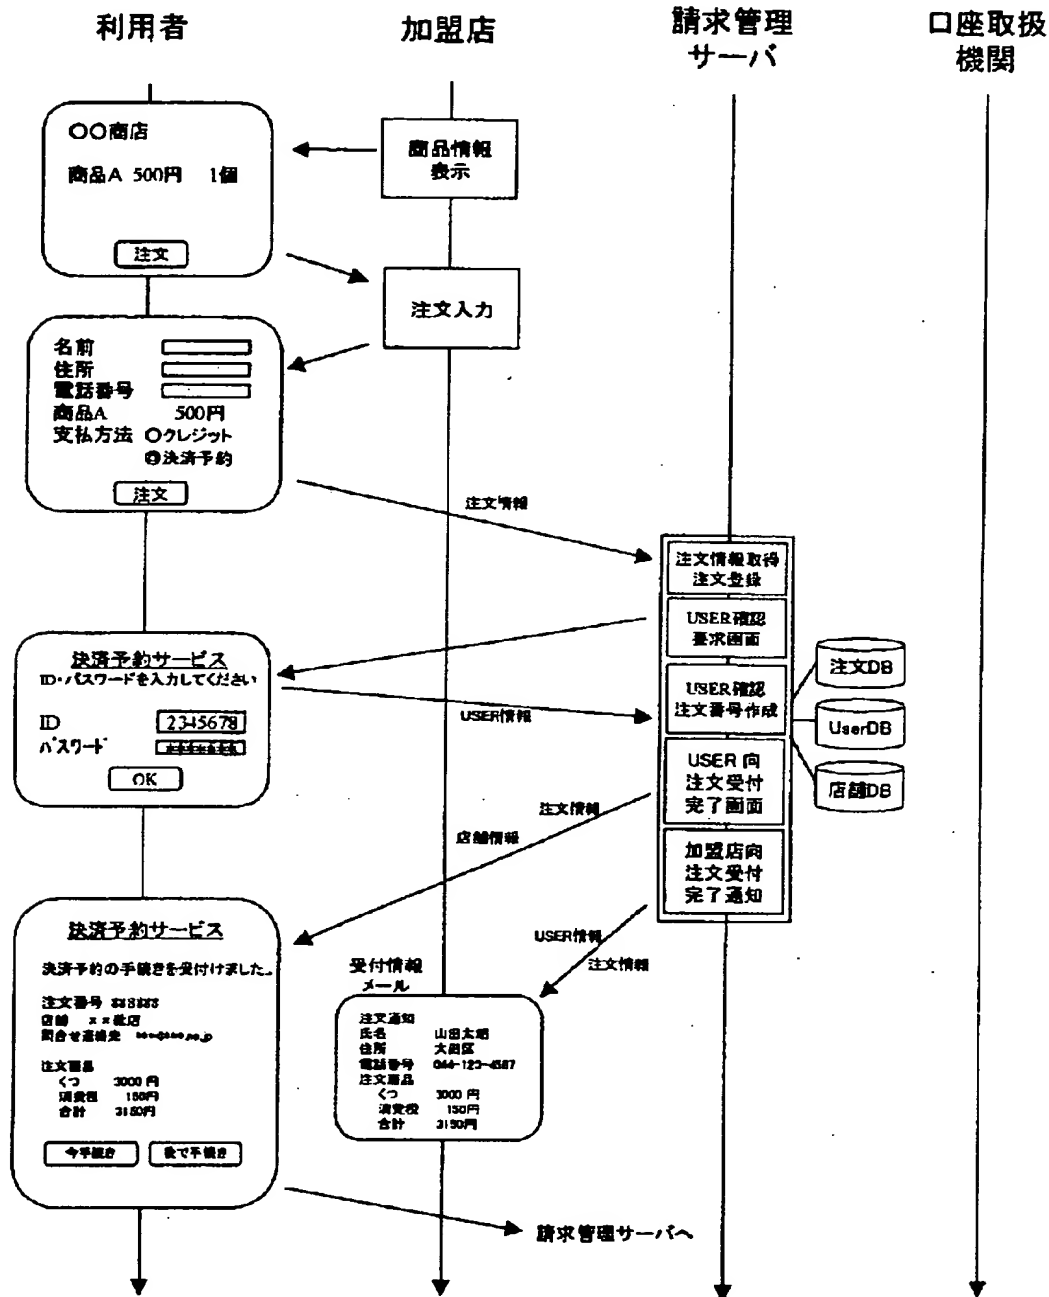 利用者
加盟店
請求管理
サーバ
口座取扱
機関
〇〇商店
商品A 500円 1個
注文
商品情報
表示
注文入力
名前
住所
電話番号
商品A 500円
支払方法 〇クレジット
◎決済予約
注文
注文情報
注文情報取得
注文登録
USER確認
要求画面
決済予約サービス
ID・パスワードを入力してください
ID 2345678
パスワード *******
OK
USER情報
USER確認
注文番号作成
注文DB
UserDB
店舗DB
USER向
注文受付
完了画面
注文情報
店舗情報
加盟店向
注文受付
完了通知
決済予約サービス
決済予約の手続きを受付けました。
注文番号
店舗 ××商店
問合せ連絡先
注文商品
くつ 3000円
消費税 150円
合計 3150円
今手続き
後で手続き
USER情報
注文情報
受付情報
メール
注文通知
氏名 山田太郎
住所 大田区
電話番号 044-123-4567
注文商品
くつ 3000円
消費税 150円
合計 3150円
請求管理サーバへ